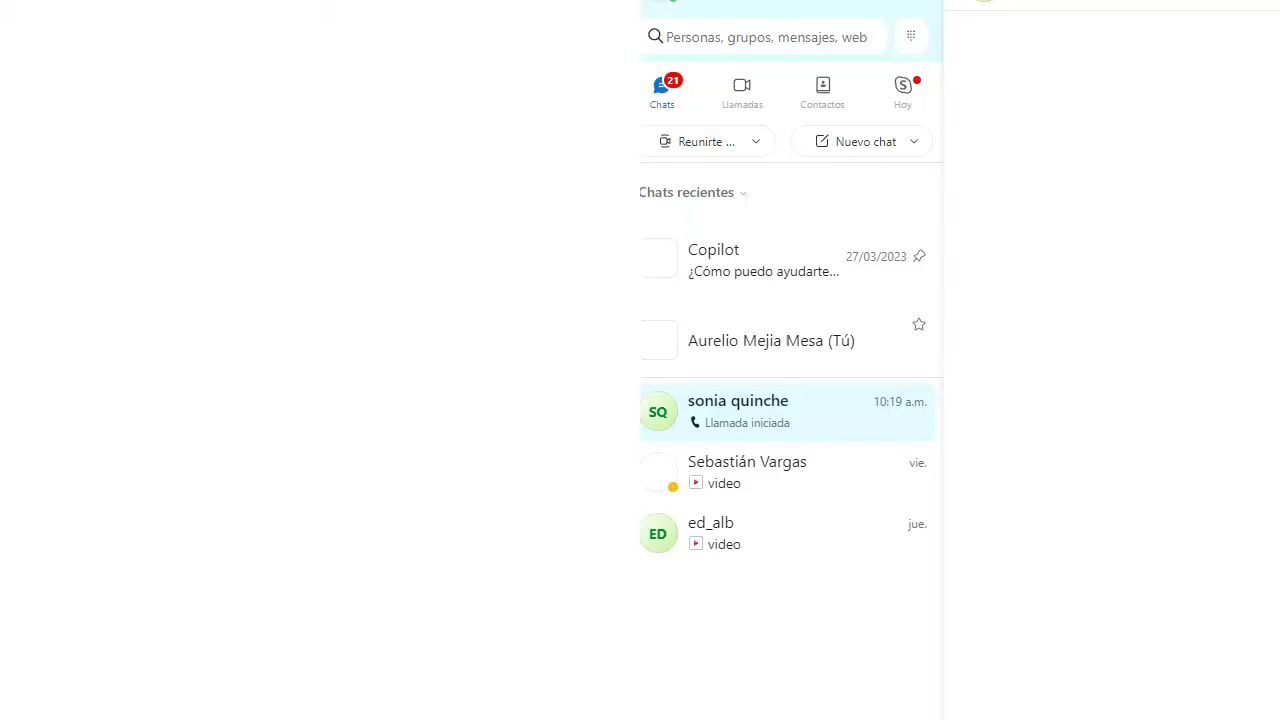 Personas, grupos, mensajes, web
21
Chats
Llamadas
Contactos
Hoy
Reunirte ...
Nuevo chat
Chats recientes
Copilot
27/03/2023
¿Cómo puedo ayudarte...
Aurelio Mejia Mesa (Tú)
SQ
sonia quinche
10:19 a.m.
Llamada iniciada
Sebastián Vargas
vie.
video
ED
ed_alb
jue.
video